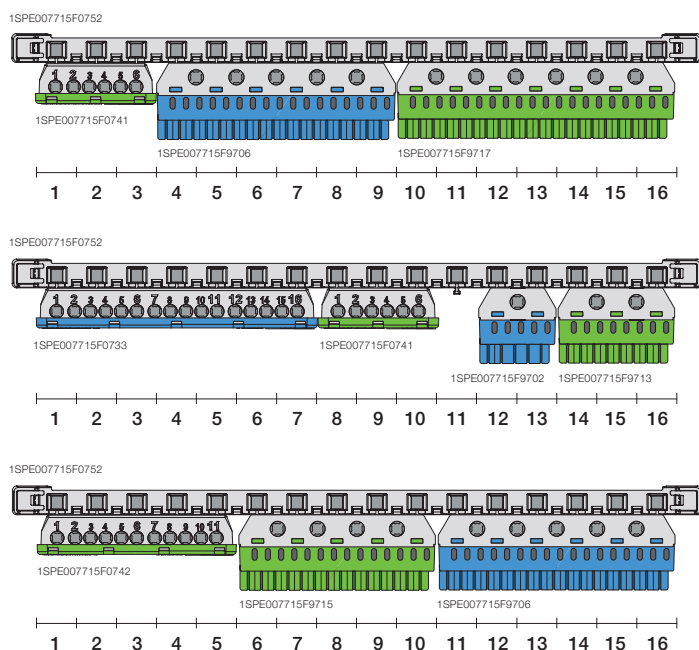 1SPE007715F0752
1 2 3 4 5 6
1SPE007715F0741
1SPE007715F9706
1SPE007715F9717
1 2 3 4 5 6 7 8 9 10 11 12 13 14 15 16
1SPE007715F0752
1 2 3 4 5 6 7 8 9 10 11 12 13 14 15 16 1 2 3 4 5 6
1SPE007715F0733
1SPE007715F0741
1SPE007715F9702
1SPE007715F9713
1 2 3 4 5 6 7 8 9 10 11 12 13 14 15 16
1SPE007715F0752
1 2 3 4 5 6 7 8 9 10 11
1SPE007715F0742
1SPE007715F9715
1SPE007715F9706
1 2 3 4 5 6 7 8 9 10 11 12 13 14 15 16